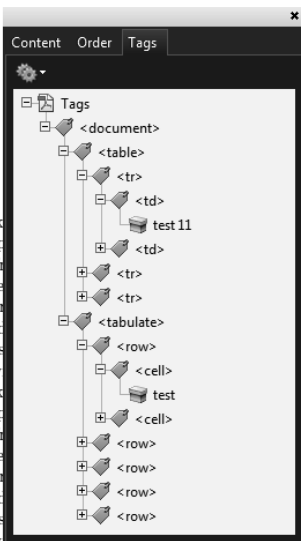 Content Order Tags
Tags
<document>
<table>
<tr>
<td>
test 11
<td>
<tr>
<tr>
<tabulate>
<row>
<cell>
test
<cell>
<row>
<row>
<row>
<row>